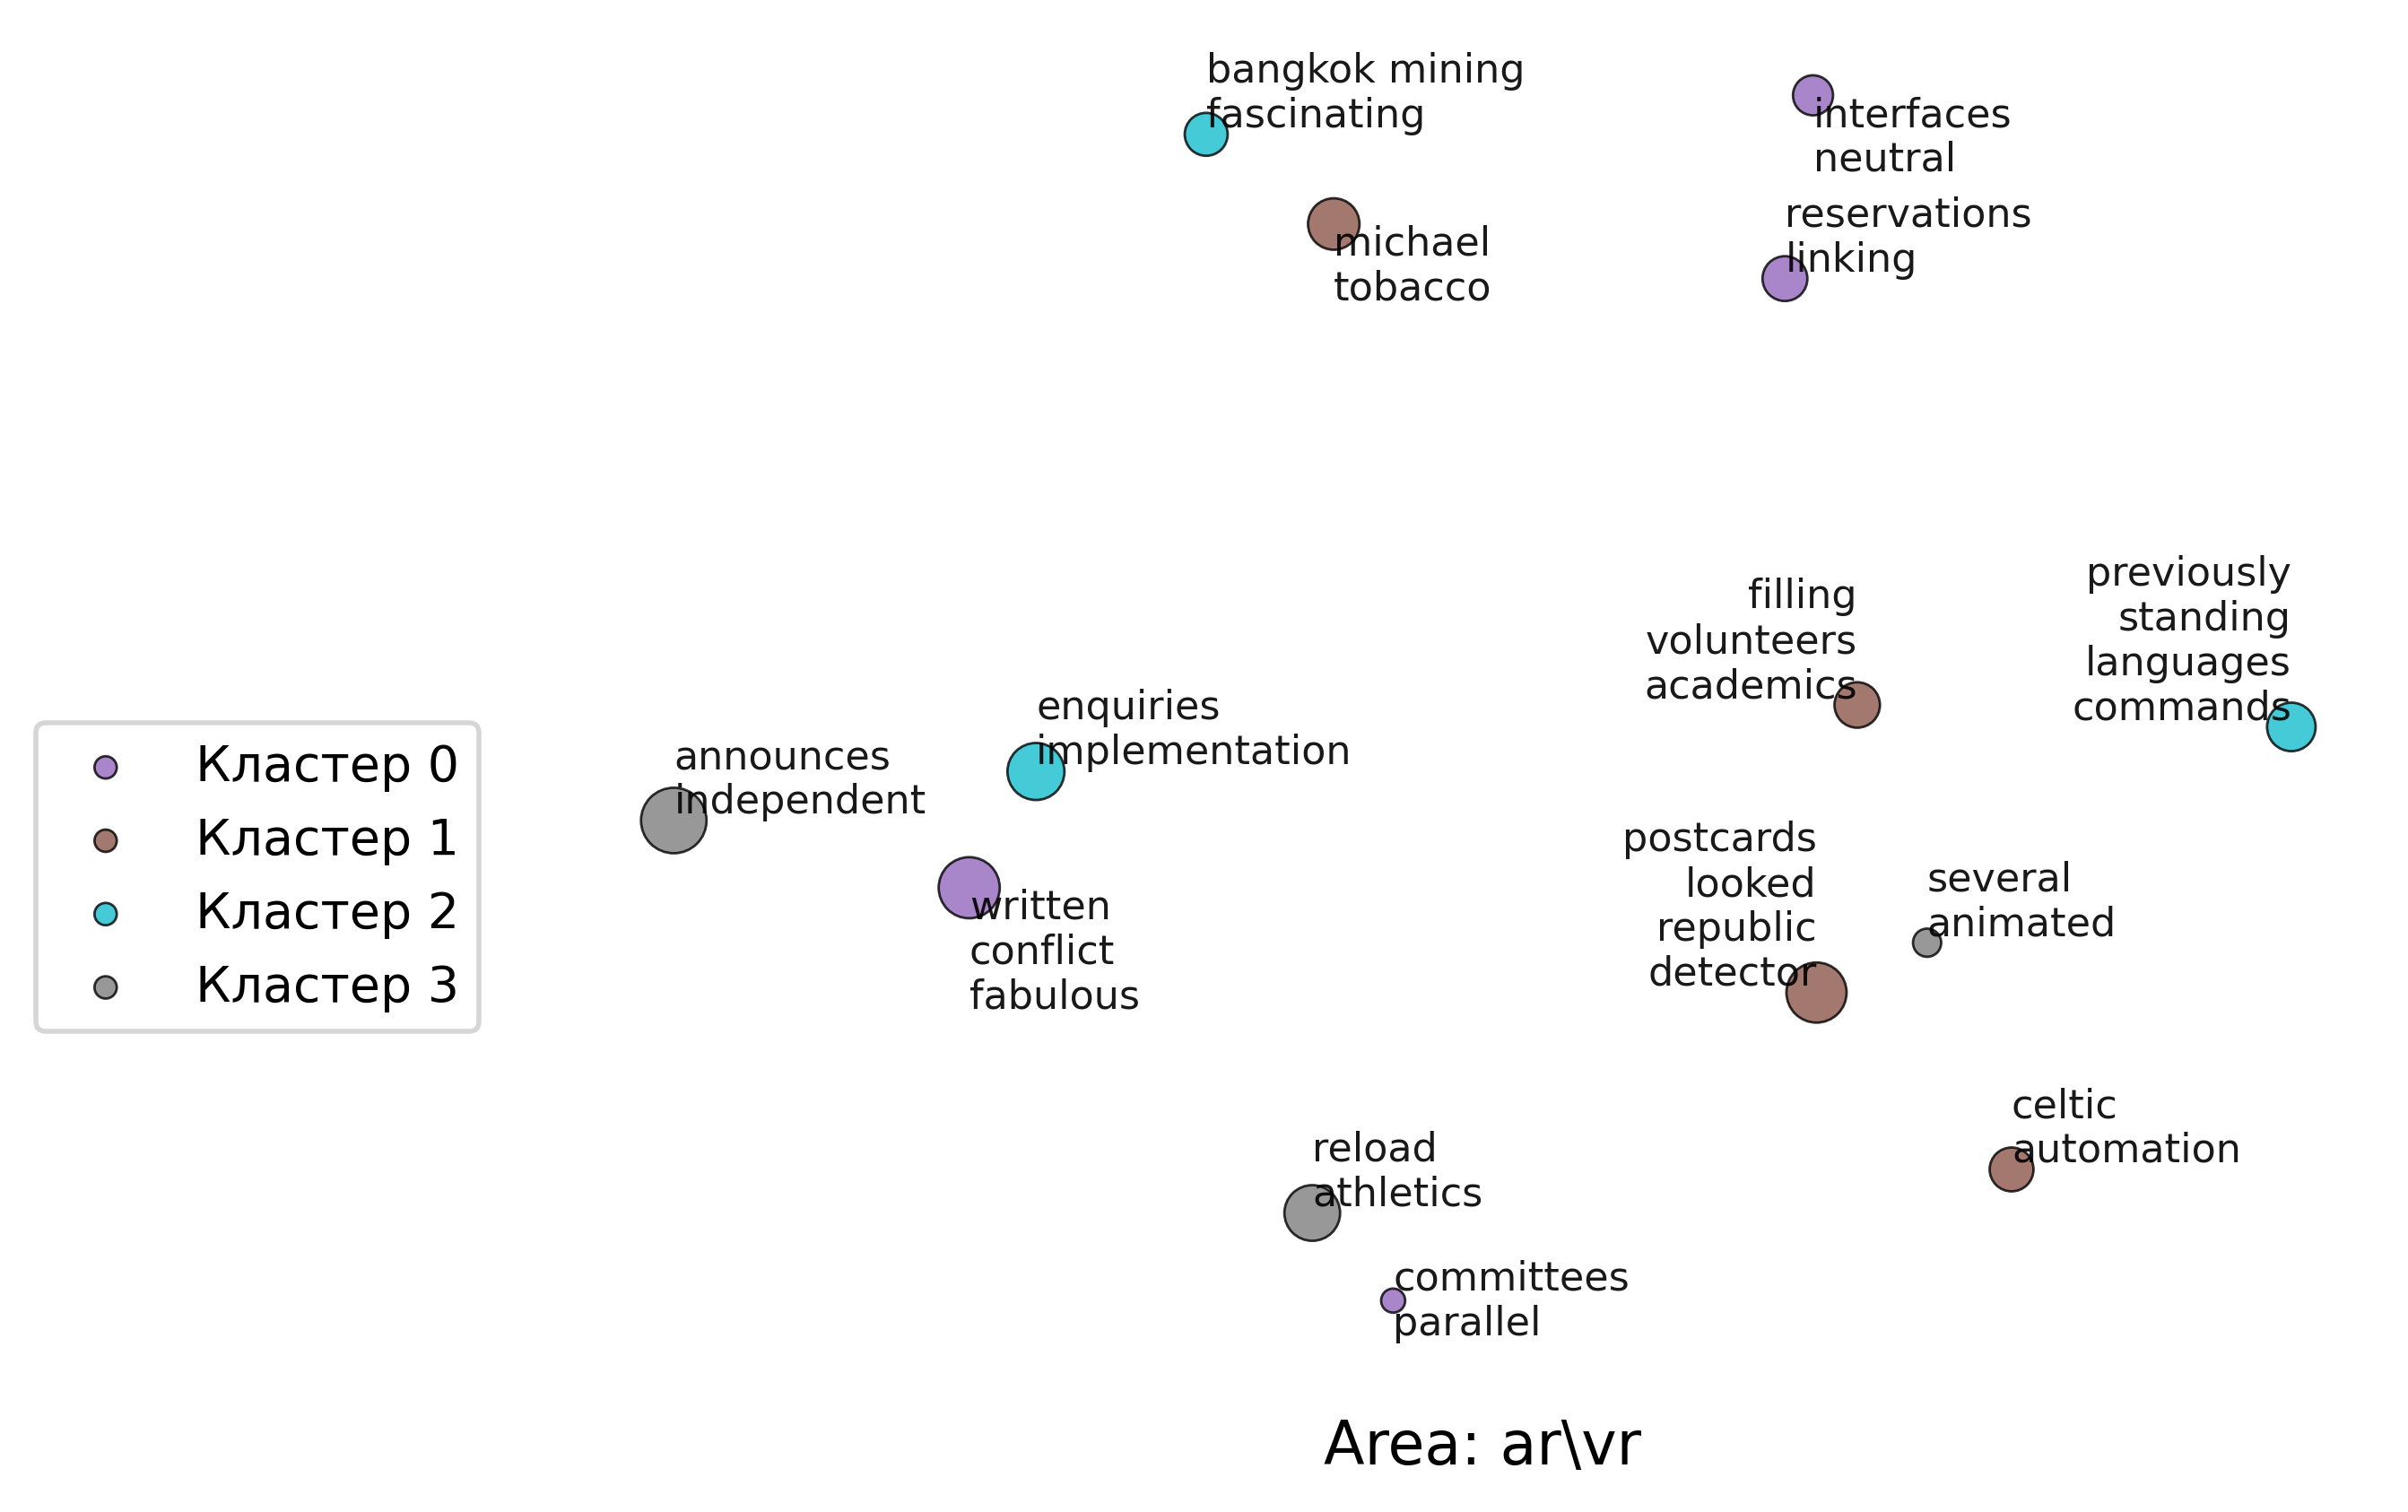 bangkok mining
fascinating
interfaces
neutral
reservations
linking
michael
tobacco
previously
standing
languages
commands
filling
volunteers
academics
enquiries
implementation
announces
independent
Кластер 0
Кластер 1
Кластер 2
Кластер 3
written
conflict
fabulous
postcards
looked
republic
detector
several
animated
celtic
automation
reload
athletics
committees
parallel
Area: ar\vr